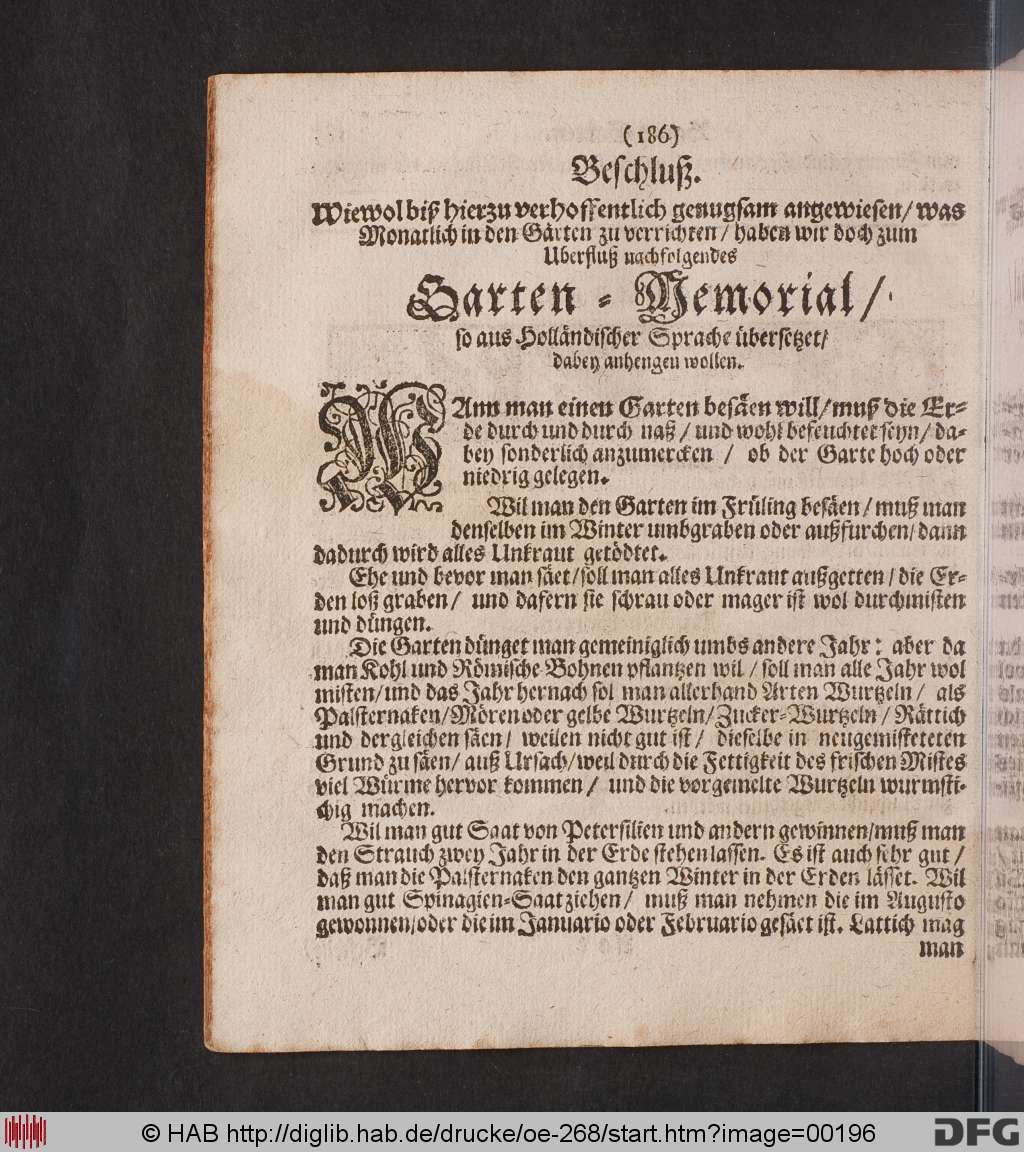 (186)
Beschluß.
Wiewol biß hierzu verhoffentlich genugsam angewiesen/ was
Monatlich in den Gärten zu verrichten/ haben wir doch zum
Uberfluß nachfolgendes
Garten - Memorial/
so aus Holländischer Sprache übersetzet/
dabey anhengen wollen.
WAnn man einen Garten besäen will/ muß die Er-
de durch und durch naß/ und wohl befeuchtet seyn/ da-
bey sonderlich anzumercken/ ob der Garte hoch oder
niedrig gelegen.
Wil man den Garten im Früling besäen/ muß man
denselben im Winter umbgraben oder außfurchen/ dann
dadurch wird alles Unkraut getödtet.
Ehe und bevor man säet/ soll man alles Unkraut außgetten/ die Er-
den loß graben/ und dafern sie schrau oder mager ist wol durchmisten
und düngen.
Die Garten dünget man gemeiniglich umbs andere Jahr: aber da
man Kohl und Römische Bohnen pflantzen wil/ soll man alle Jahr wol
misten/ und das Jahr hernach sol man allerhand Arten Wurtzeln/ als
Palsternaken/ Mören oder gelbe Wurtzeln/ Zucker-Wurtzeln/ Rättich
und dergleichen säen/ weilen nicht gut ist/ dieselbe in neugemisteteten
Grund zu säen/ auß Ursach/ weil durch die Fettigkeit des frischen Mistes
viel Würme hervor kommen/ und die vorgemelte Wurtzeln wurmsti-
chig machen.
Wil man gut Saat von Petersilien und andern gewinnen/ muß man
den Strauch zwey Jahr in der Erde stehen lassen. Es ist auch sehr gut/
daß man die Palsternaken den gantzen Winter in der Erden lässet. Wil
man gut Spinagien-Saat ziehen/ muß man nehmen die im Augusto
gewonnen/ oder die im Januario oder Februario gesäet ist. Lattich mag
man
© HAB http://diglib.hab.de/drucke/oe-268/start.htm?image=00196
DFG